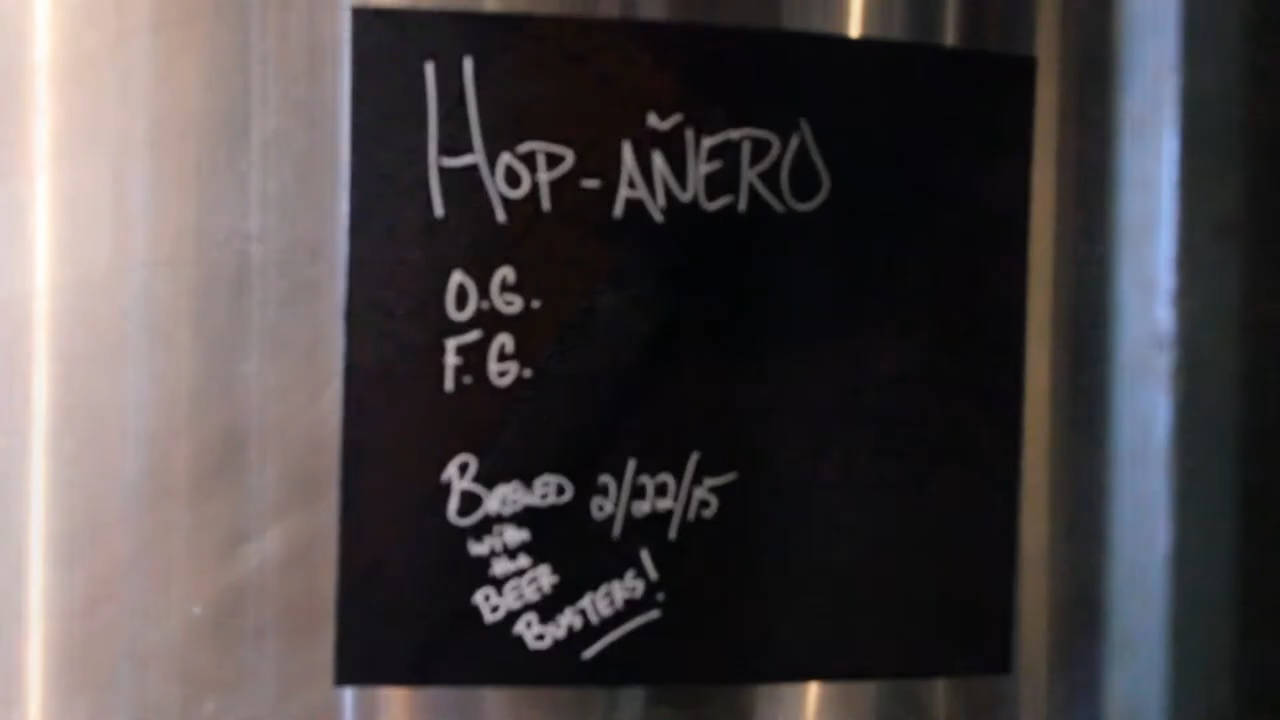 HOP-AÑERO
O.G.
F.G.
BREWED 2/22/15
with
the
BEER
BUSTERS!